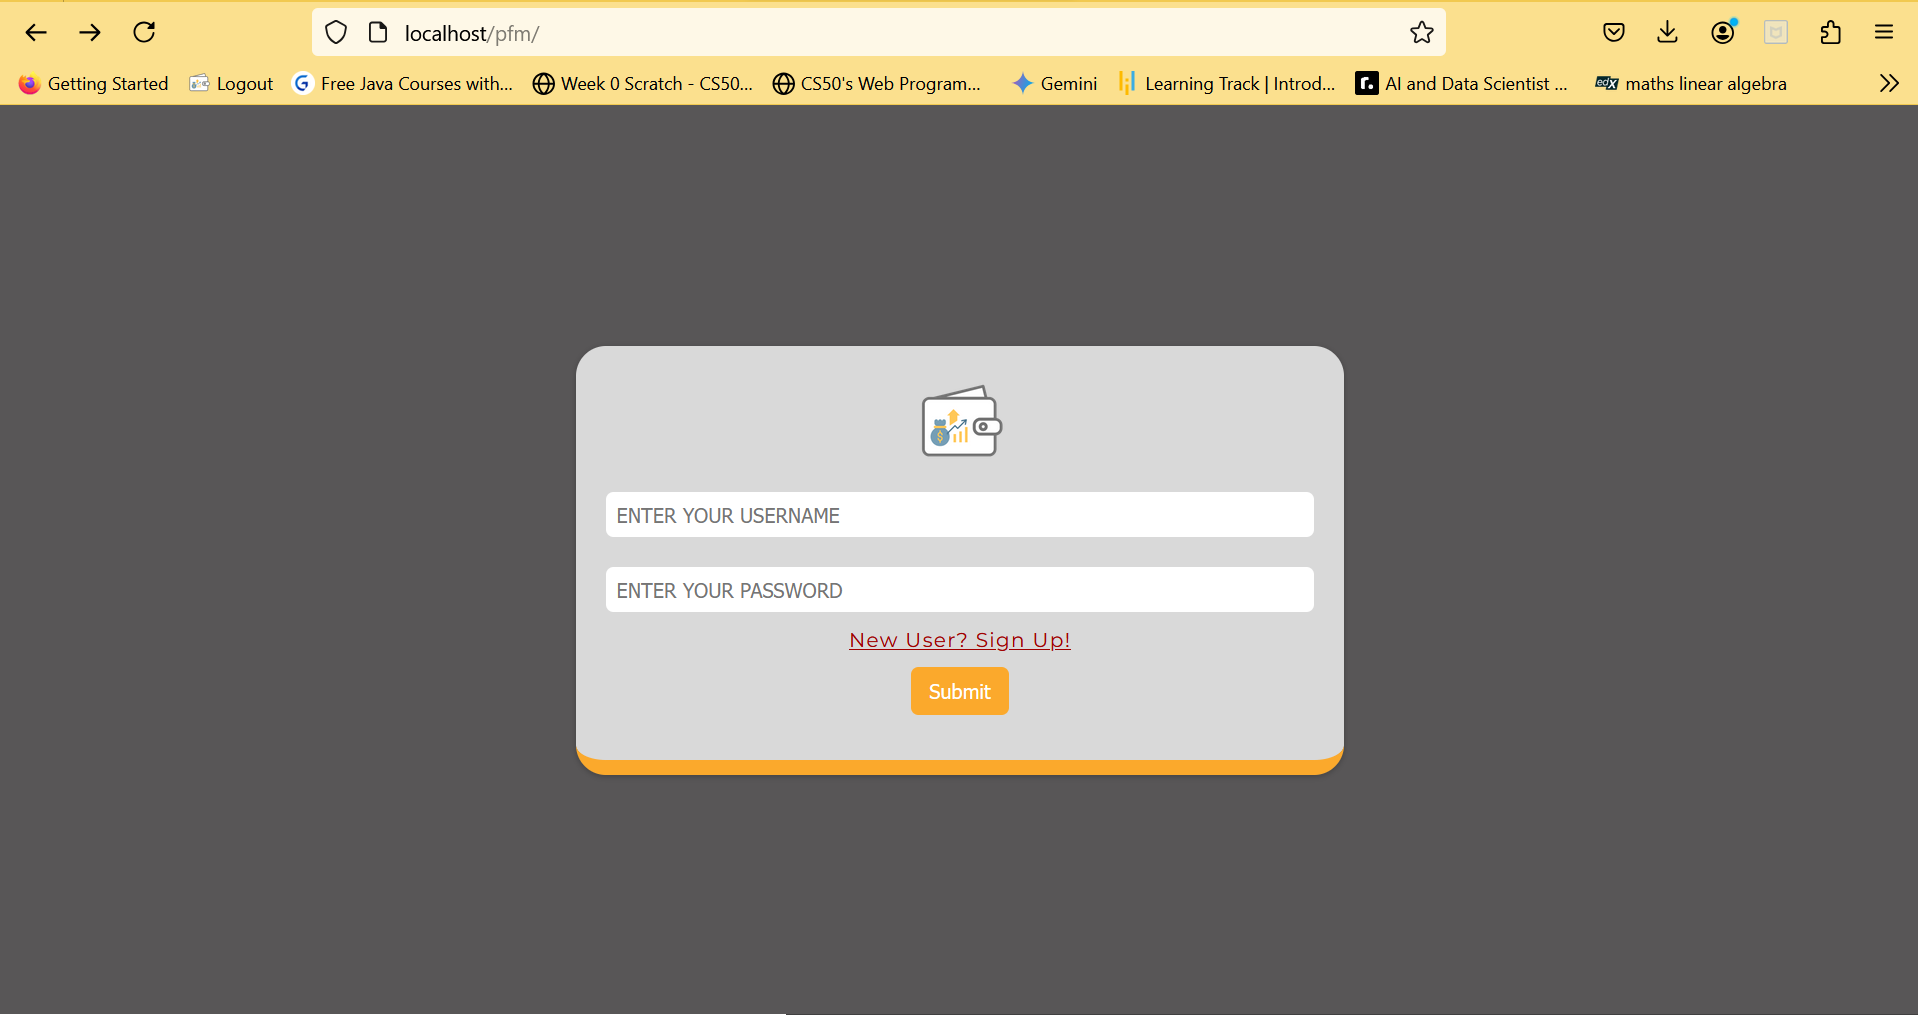 localhost/pfm/
Getting Started Logout Free Java Courses with... Week 0 Scratch - CS50... CS50's Web Program... Gemini Learning Track | Introd... AI and Data Scientist ... edX maths linear algebra
$
ENTER YOUR USERNAME
ENTER YOUR PASSWORD
New User? Sign Up!
Submit